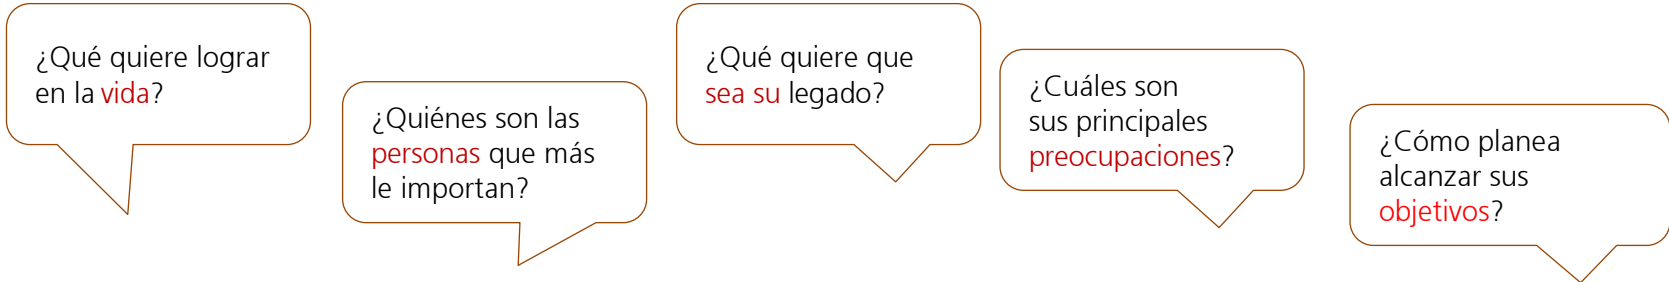 ¿Qué quiere lograr
en la vida?
¿Quiénes son las
personas que más
le importan?
¿Qué quiere que
sea su legado?
¿Cuáles son
sus principales
preocupaciones?
¿Cómo planea
alcanzar sus
objetivos?